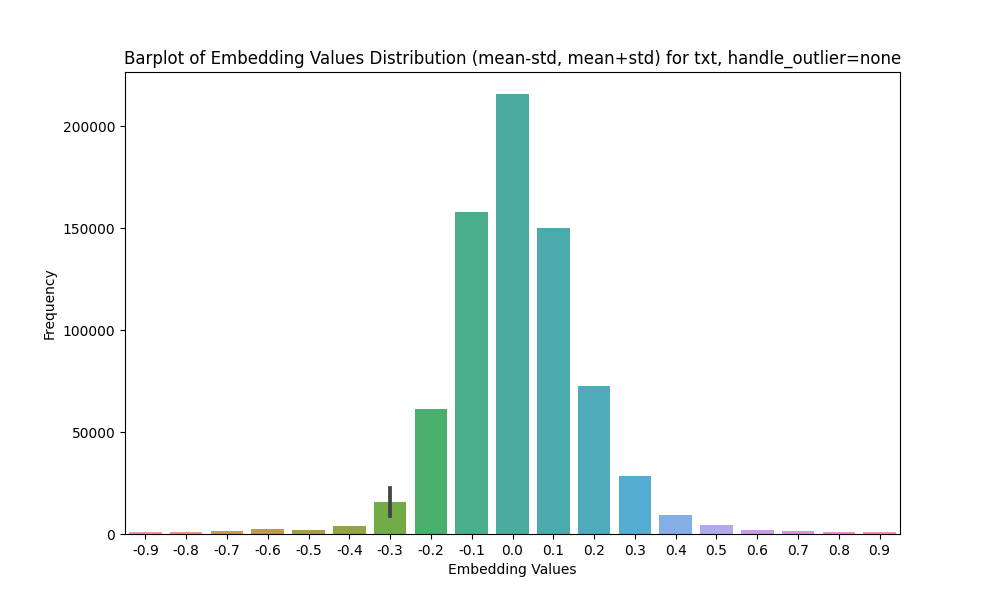 Barplot of Embedding Values Distribution (mean-std, mean+std) for txt, handle_outlier=none
Frequency
200000
150000
100000
50000
0
-0.9 -0.8 -0.7 -0.6 -0.5 -0.4 -0.3 -0.2 -0.1 0.0 0.1 0.2 0.3 0.4 0.5 0.6 0.7 0.8 0.9
Embedding Values